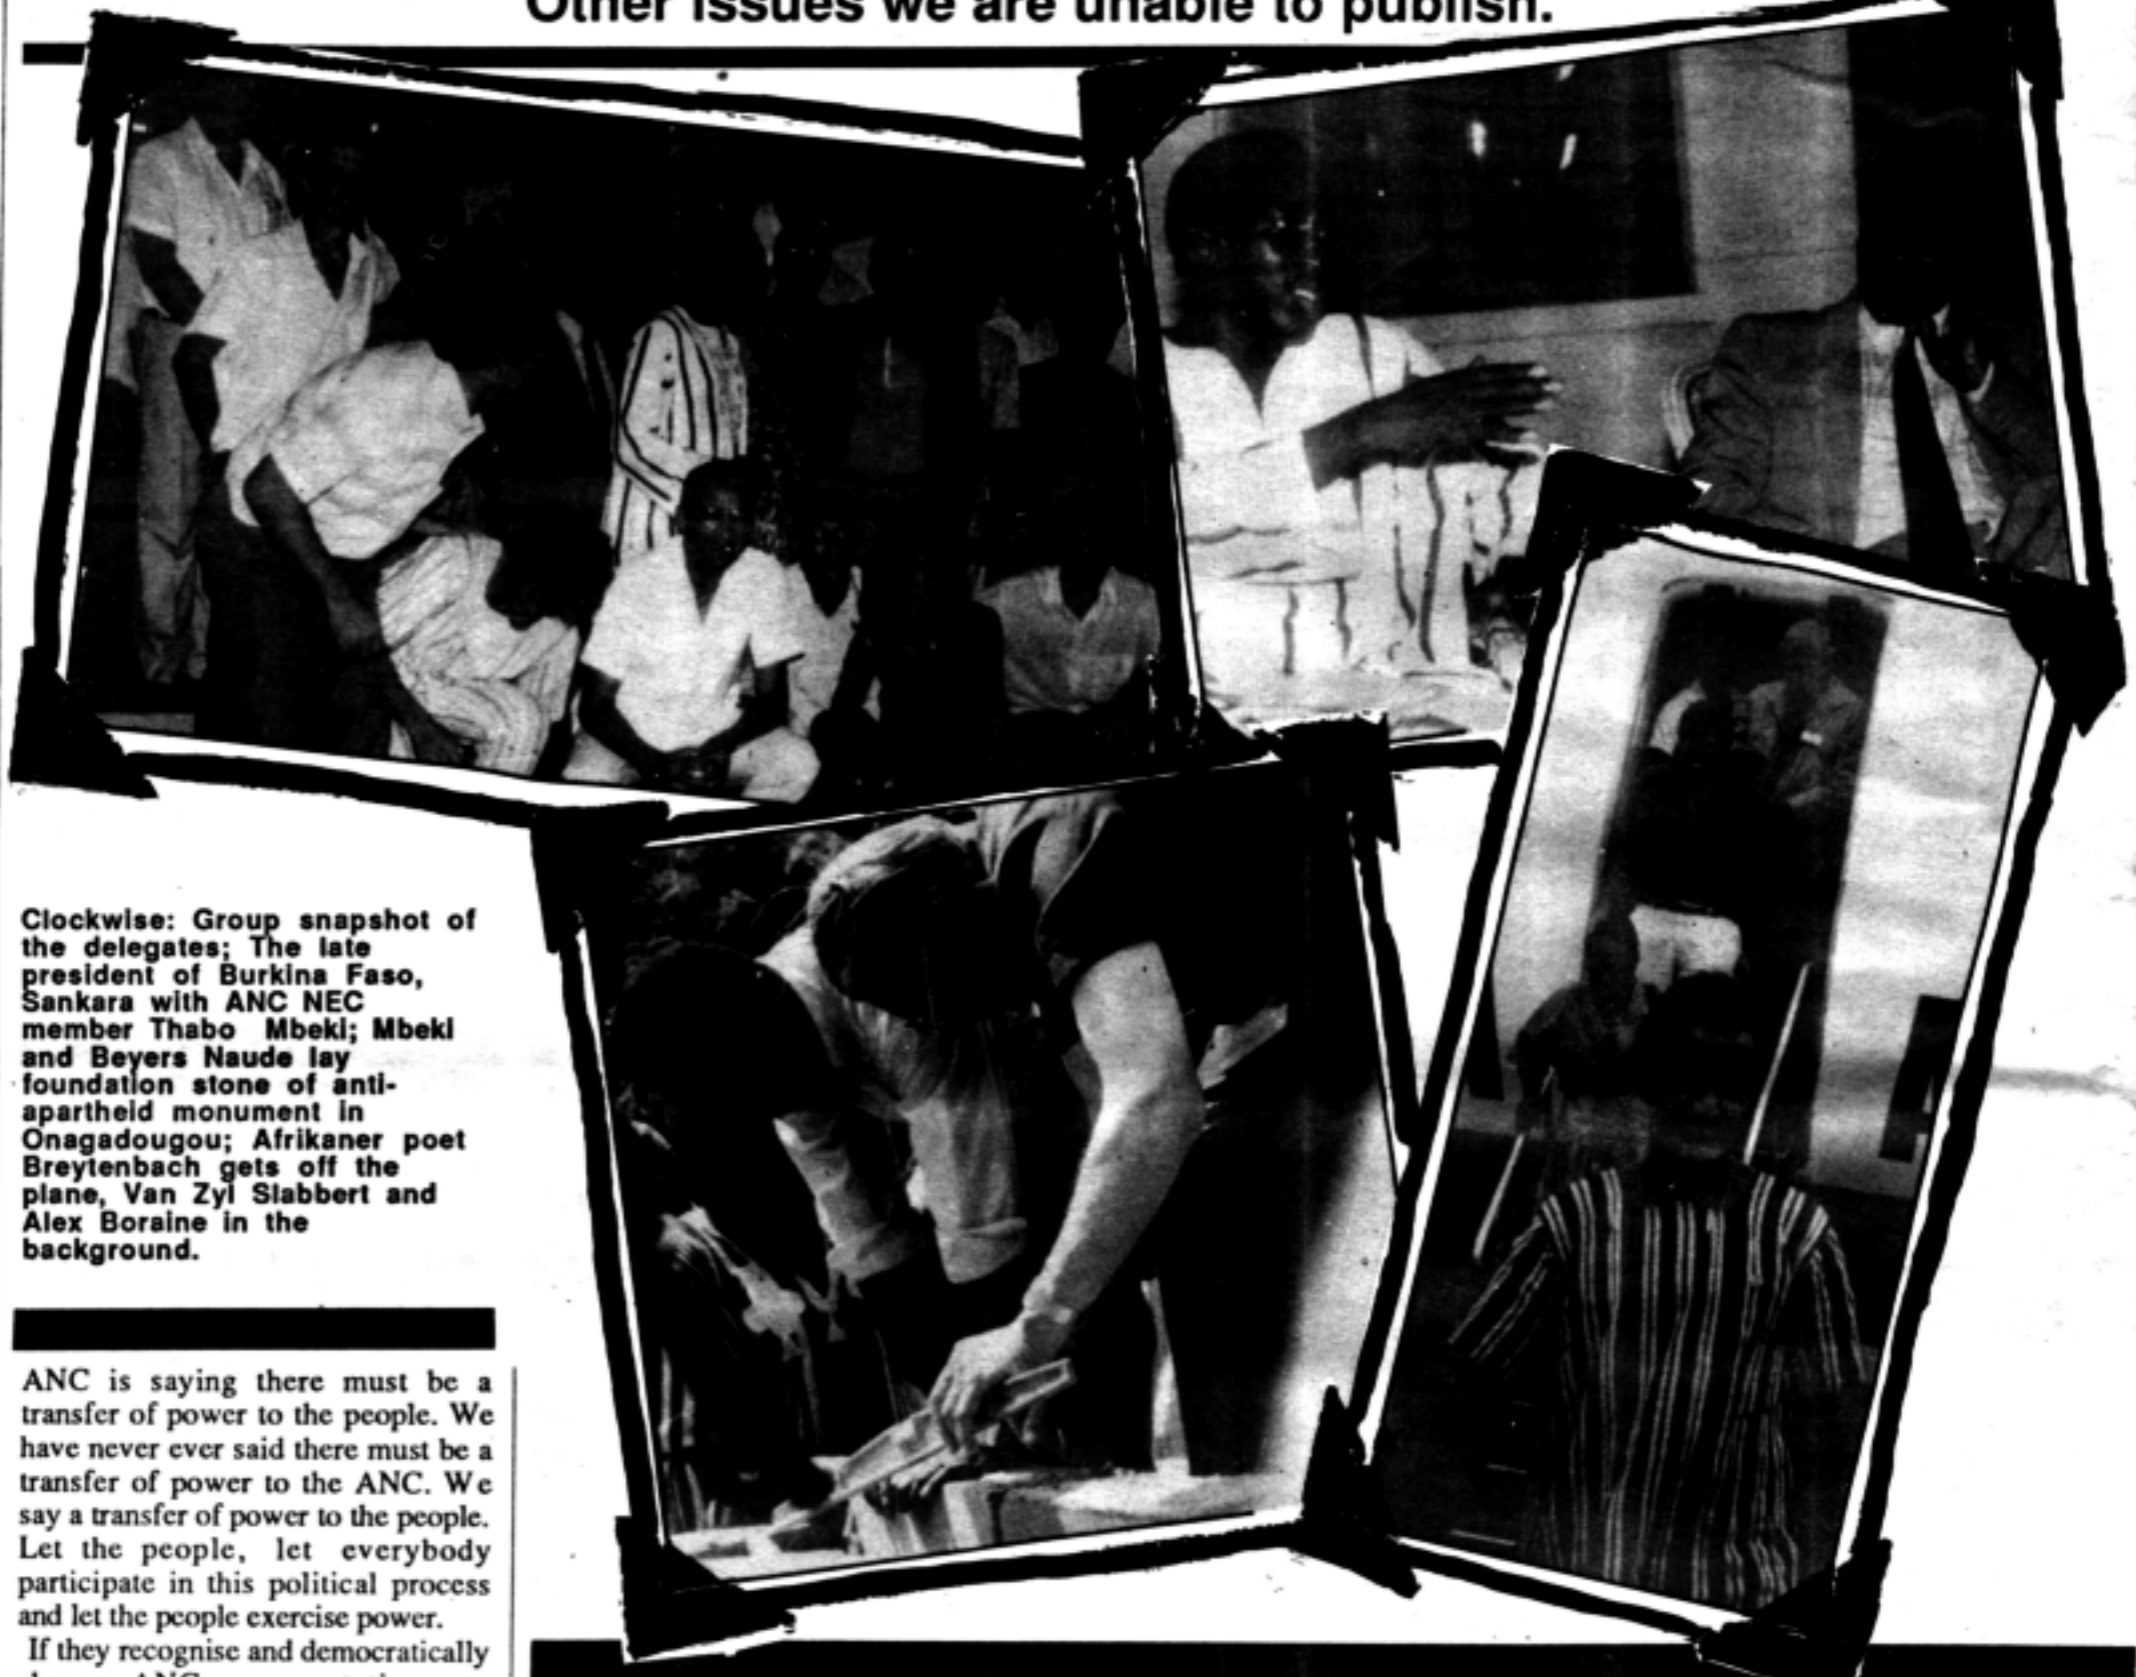 Other issues we are unable to publish.
Clockwise: Group snapshot of
the delegates; The late
president of Burkina Faso,
Sankara with ANC NEC
member Thabo Mbeki; Mbeki
and Beyers Naude lay
foundation stone of anti-
apartheid monument in
Onagadougou; Afrikaner poet
Breytenbach gets off the
plane, Van Zyl Slabbert and
Alex Boraine in the
background.
ANC is saying there must be a
transfer of power to the people. We
have never ever said there must be a
transfer of power to the ANC. We
say a transfer of power to the people.
Let the people, let everybody
participate in this political process
and let the people exercise power.
If they recognise and democratically